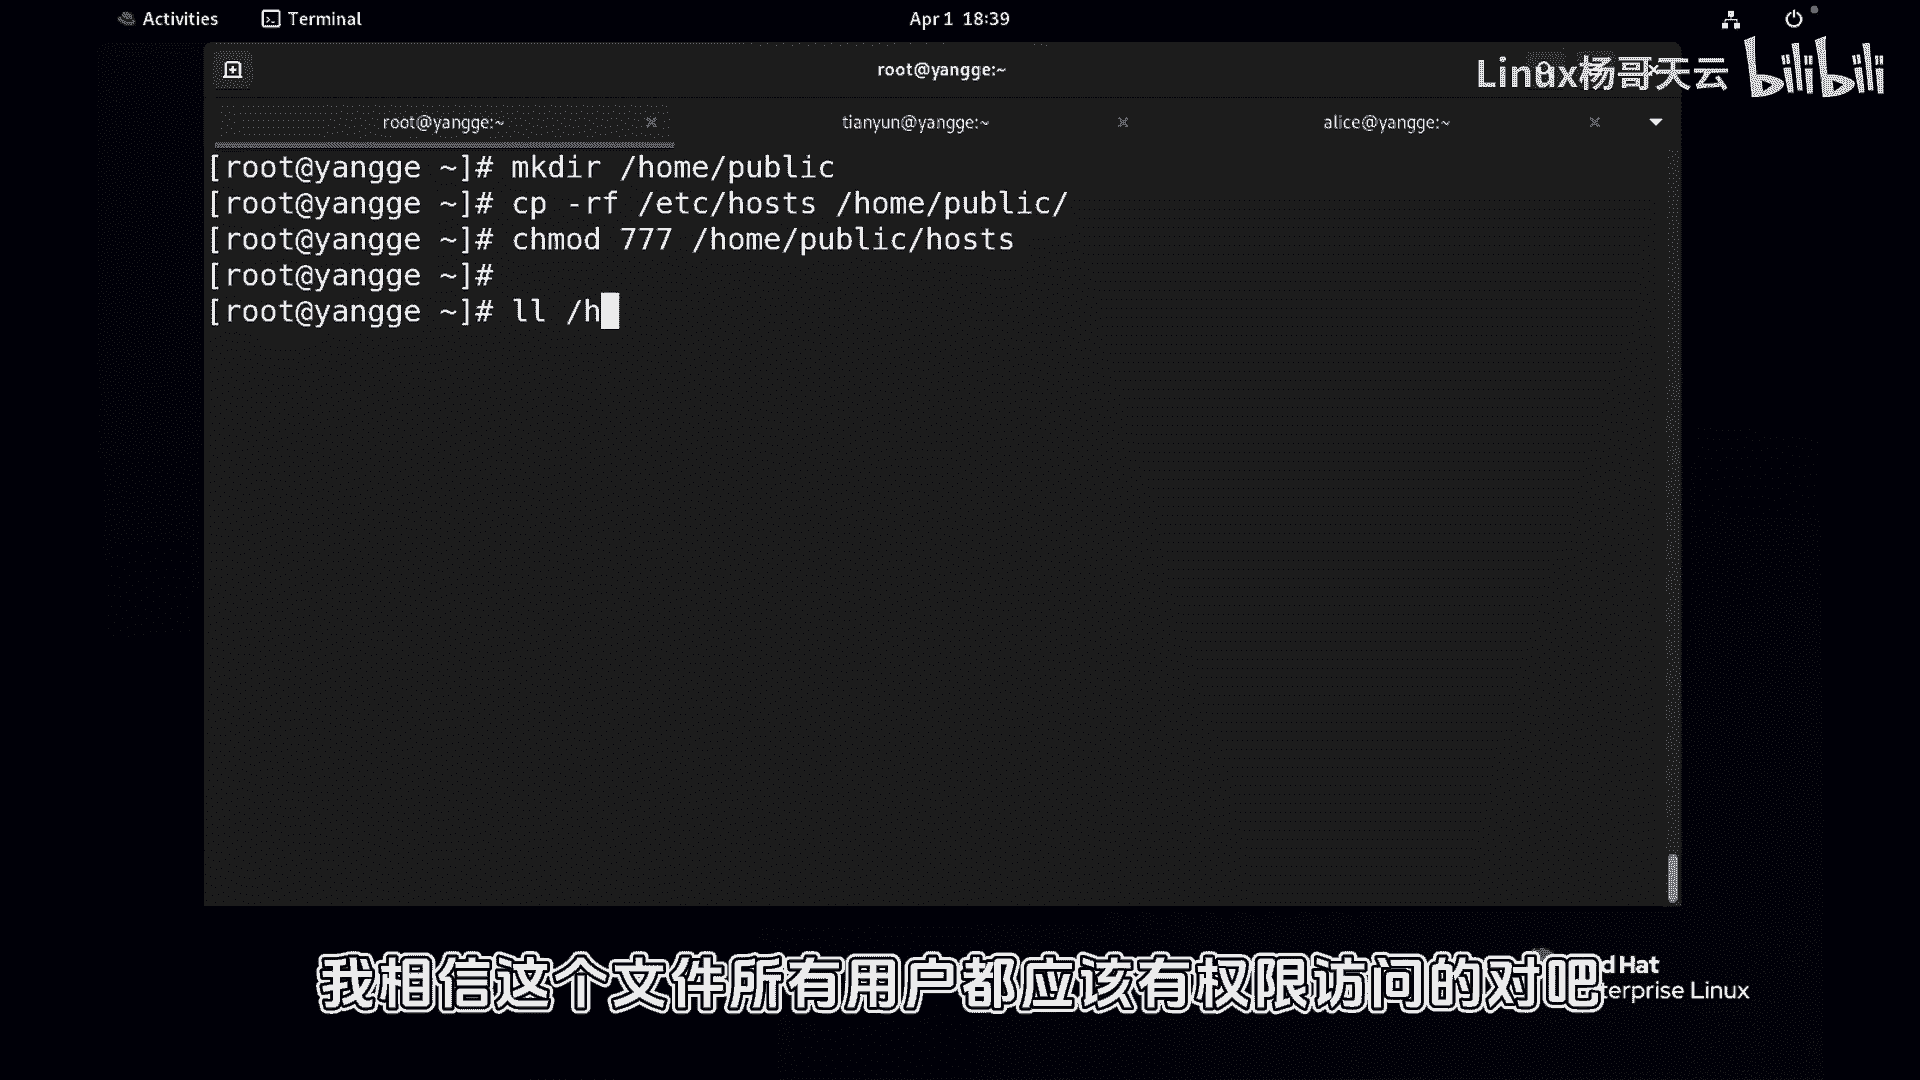 Activities Terminal Apr 1 18:39
root@yangge:~
Linux杨哥天云 bilibili
root@yangge:~ tianyun@yangge:~ alice@yangge:~
[root@yangge ~]# mkdir /home/public
[root@yangge ~]# cp -rf /etc/hosts /home/public/
[root@yangge ~]# chmod 777 /home/public/hosts
[root@yangge ~]#
[root@yangge ~]# ll /h
我相信这个文件所有用户都应该有权限访问的对吧
d Hat
terprise Linux